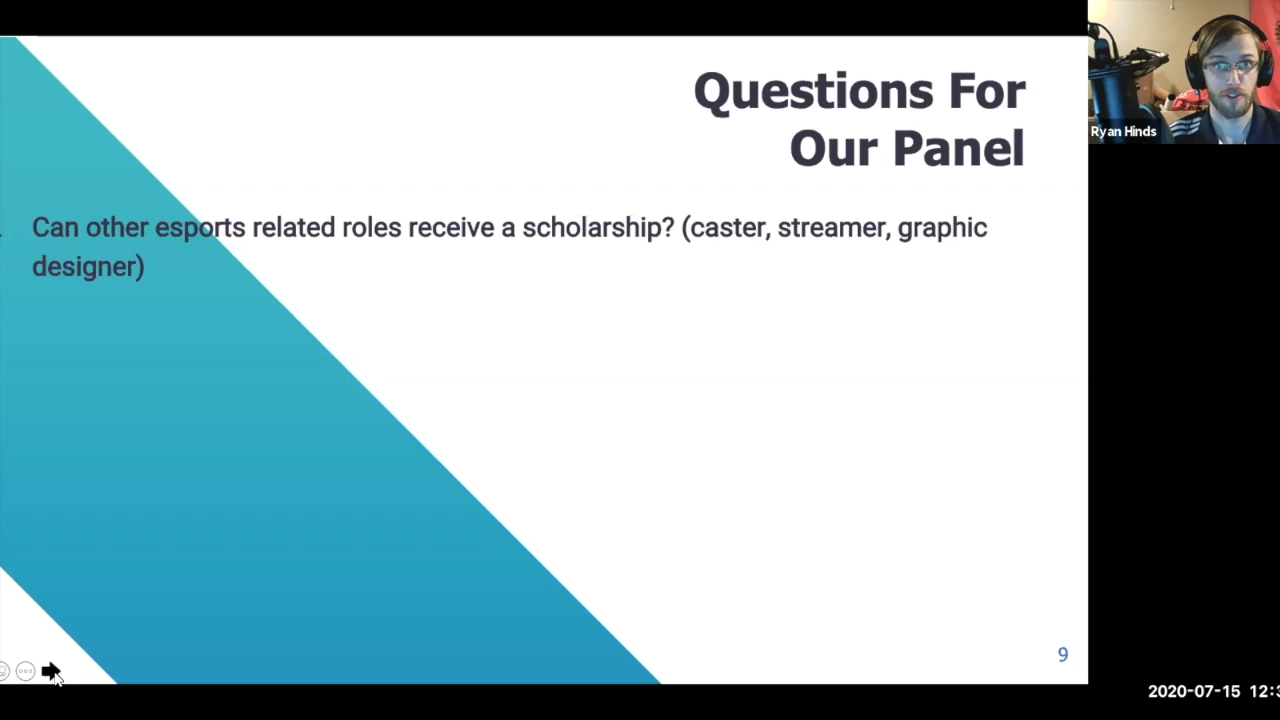 Questions For
Our Panel
Can other esports related roles receive a scholarship? (caster, streamer, graphic
designer)
9
Ryan Hinds
2020-07-15 12:3